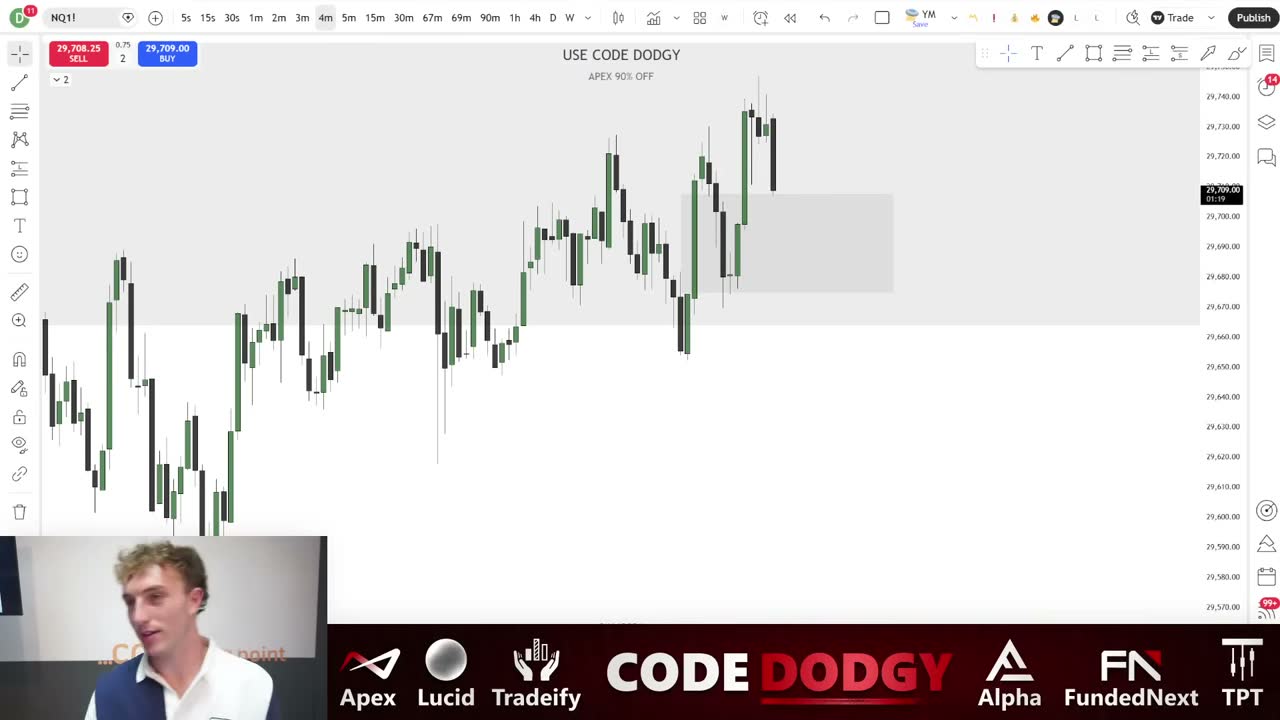 D
11
NQ1!
5s 15s 30s 1m 2m 3m 4m 5m 15m 30m 67m 69m 90m 1h 4h D W
W
YM
Save
L L
Trade
Publish
29,708.25
SELL
0.75
2
29,709.00
BUY
2
USE CODE DODGY
APEX 90% OFF
T
14
29,740.00
29,730.00
29,720.00
29,709.00
01:19
29,700.00
29,690.00
29,680.00
29,670.00
29,660.00
29,650.00
29,640.00
29,630.00
29,620.00
29,610.00
29,600.00
29,590.00
29,580.00
29,570.00
T
99+
point
Apex
Lucid
Tradeify
CODE DODGY
Alpha
FN
FundedNext
TPT